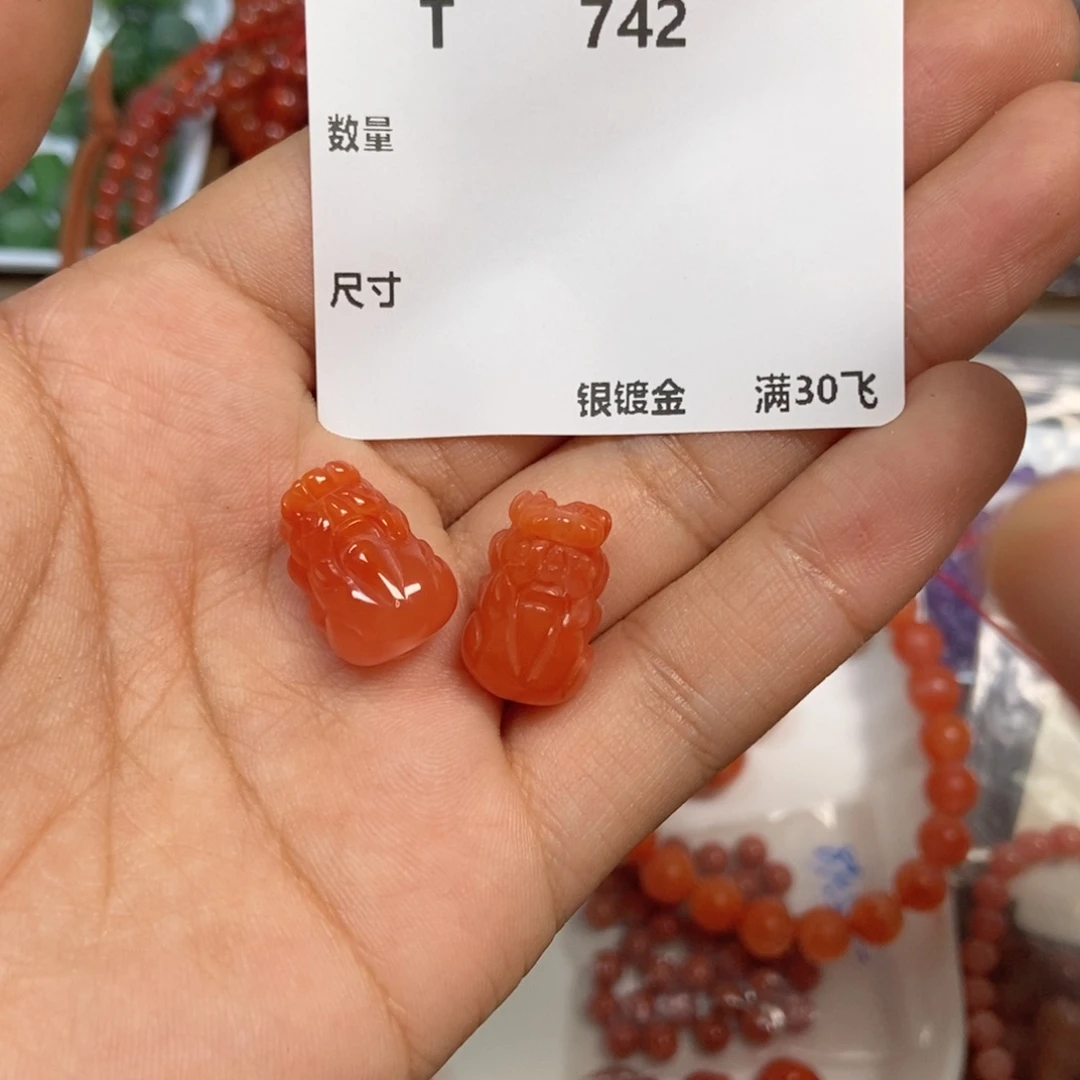 T 742
数量
尺寸
银镀金 满30飞